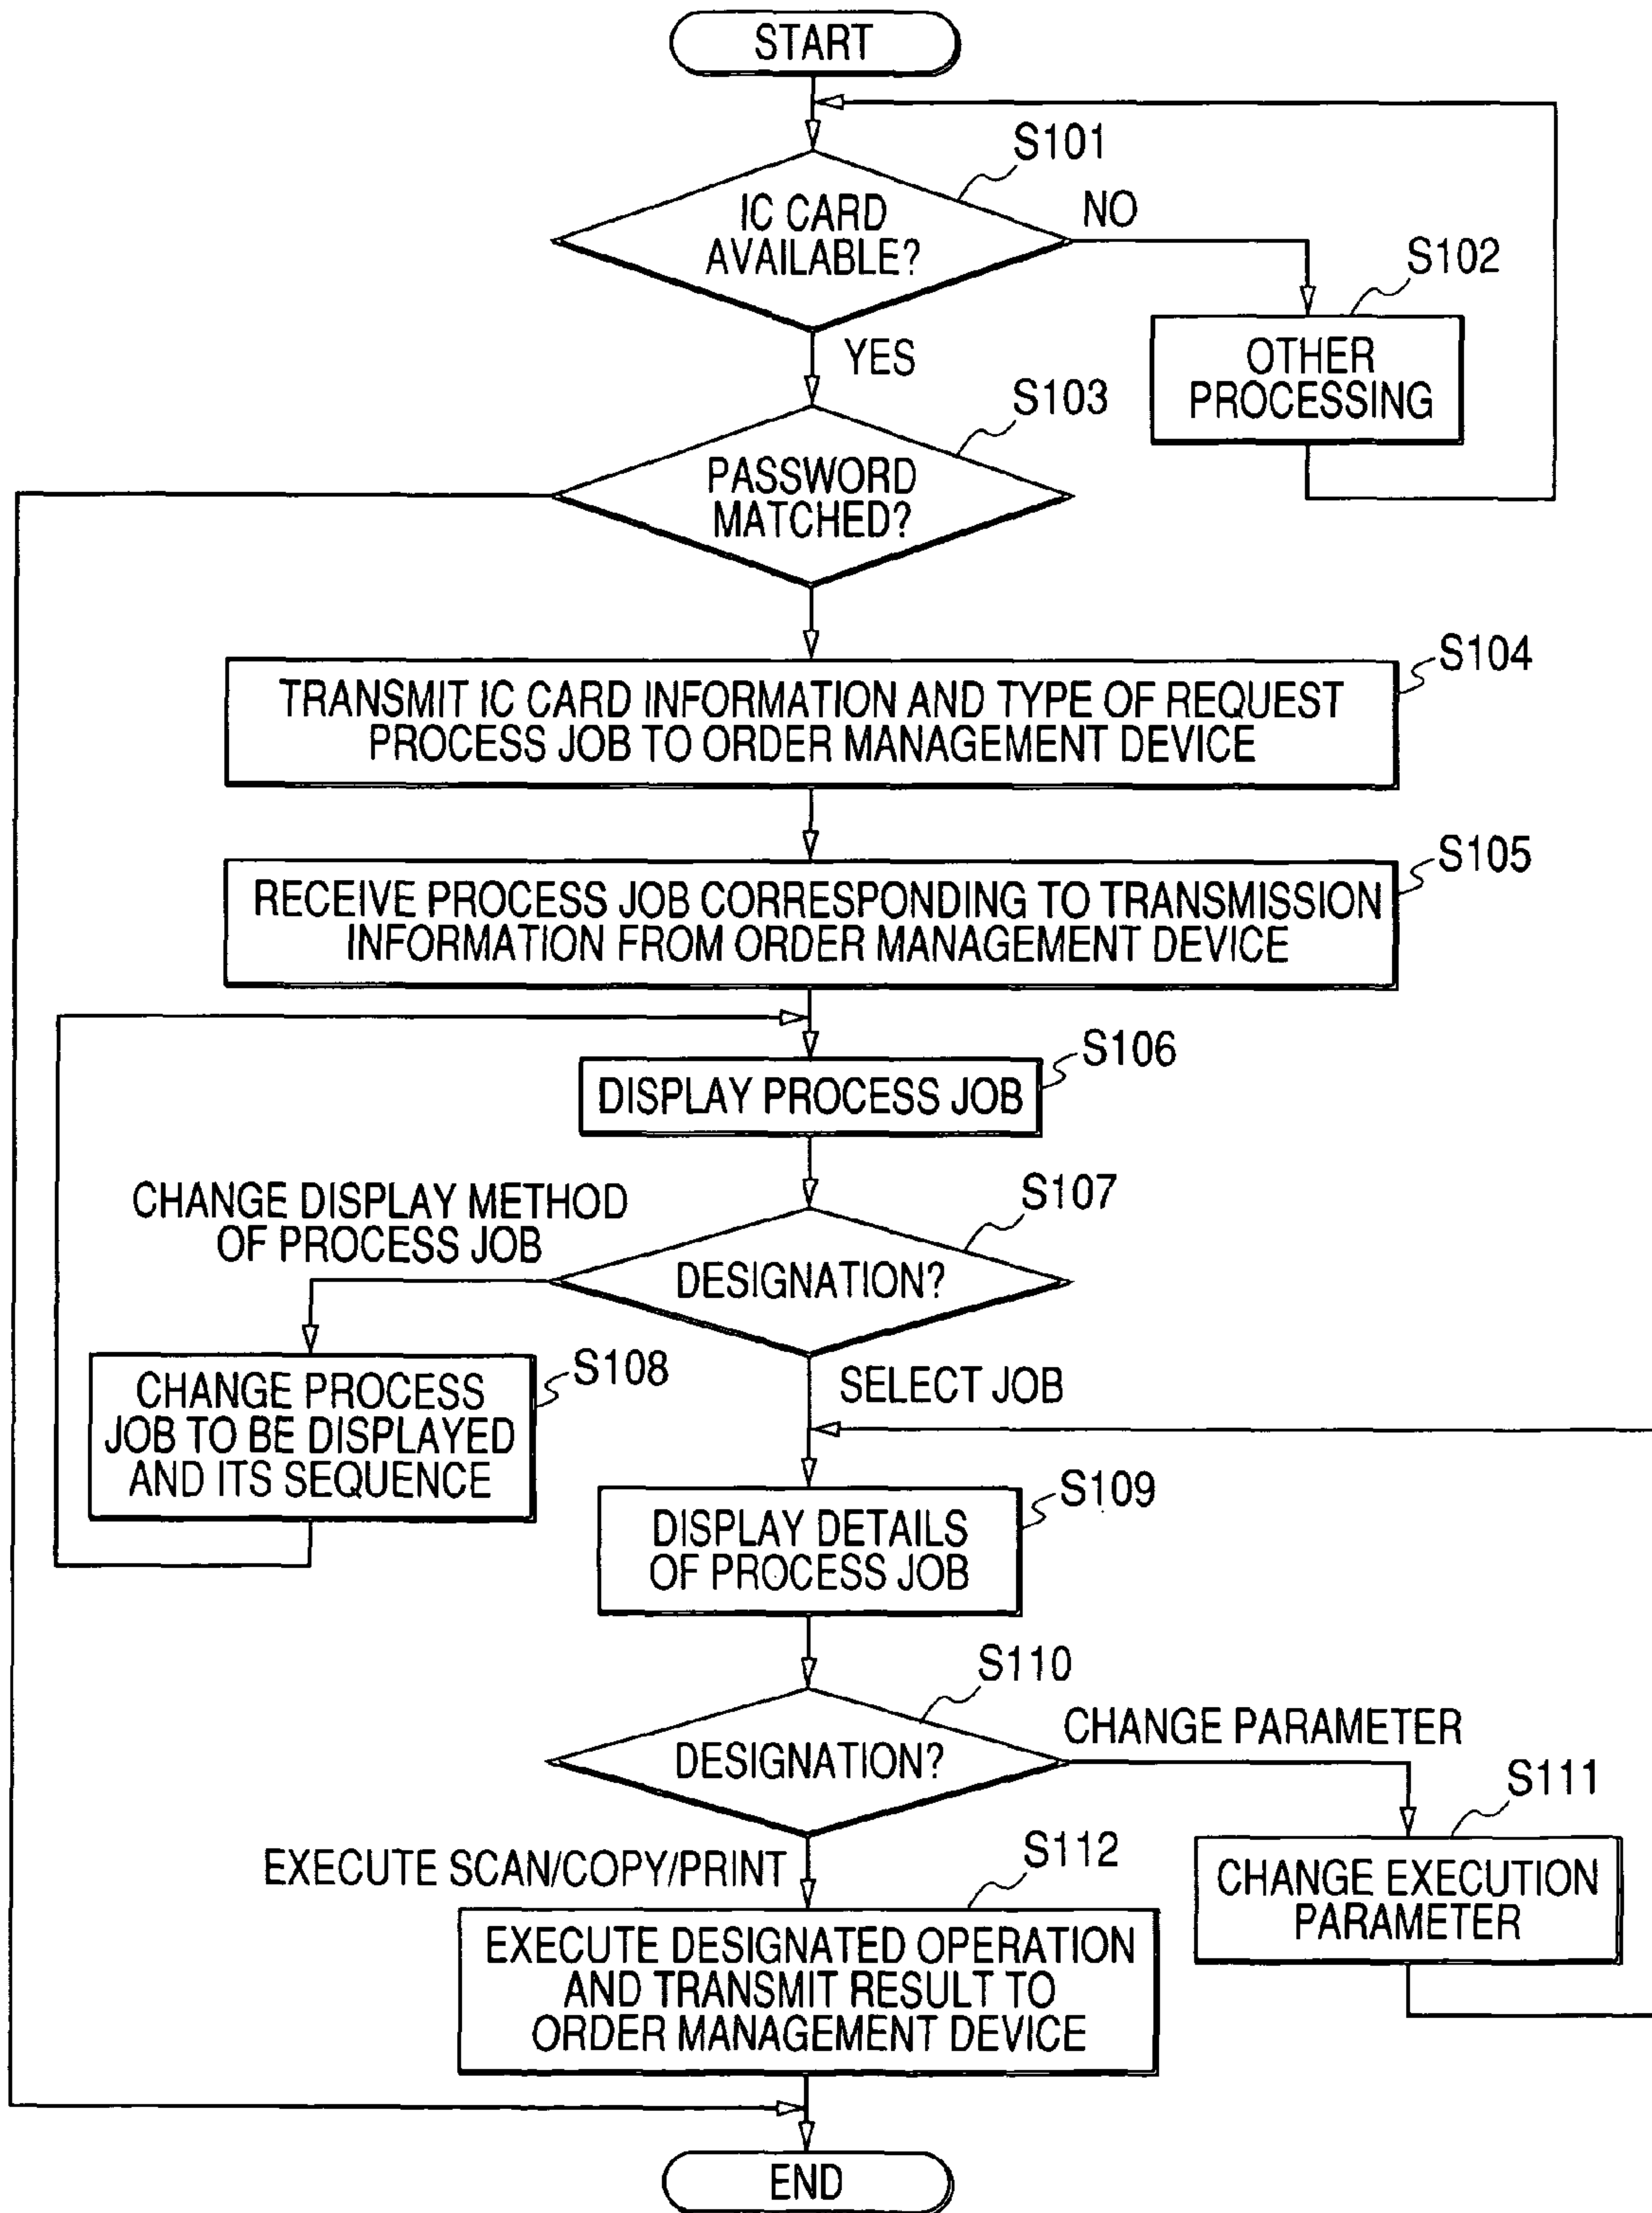 START
S101
IC CARD
AVAILABLE?
NO
S102
OTHER
PROCESSING
YES
S103
PASSWORD
MATCHED?
S104
TRANSMIT IC CARD INFORMATION AND TYPE OF REQUEST
PROCESS JOB TO ORDER MANAGEMENT DEVICE
S105
RECEIVE PROCESS JOB CORRESPONDING TO TRANSMISSION
INFORMATION FROM ORDER MANAGEMENT DEVICE
S106
DISPLAY PROCESS JOB
S107
CHANGE DISPLAY METHOD
OF PROCESS JOB
DESIGNATION?
S108
CHANGE PROCESS
JOB TO BE DISPLAYED
AND ITS SEQUENCE
SELECT JOB
S109
DISPLAY DETAILS
OF PROCESS JOB
S110
DESIGNATION?
CHANGE PARAMETER
S111
CHANGE EXECUTION
PARAMETER
EXECUTE SCAN/COPY/PRINT
S112
EXECUTE DESIGNATED OPERATION
AND TRANSMIT RESULT TO
ORDER MANAGEMENT DEVICE
END